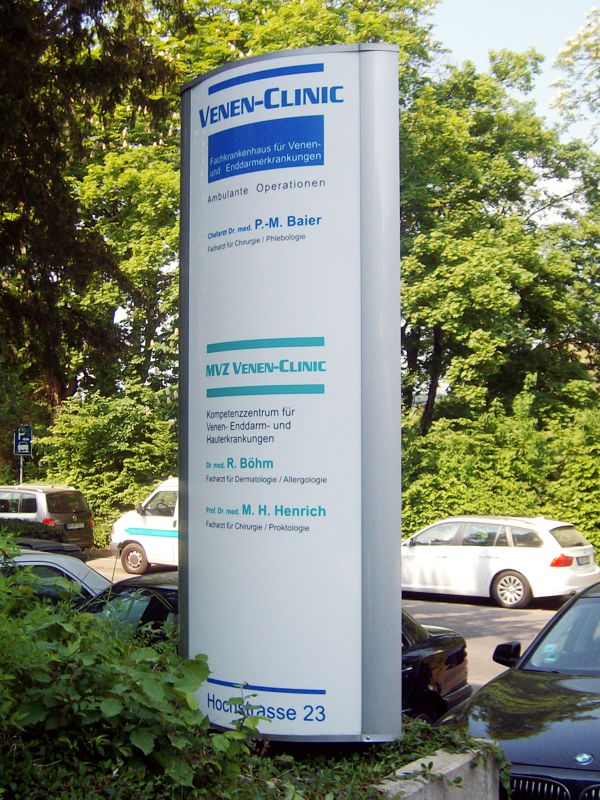 VENEN-CLINIC
Fachkrankenhaus für Venen-
und Enddarmerkrankungen
Ambulante Operationen
Chefarzt Dr. med. P.-M. Baier
Facharzt für Chirurgie / Phlebologie
MVZ VENEN-CLINIC
Kompetenzzentrum für
Venen- Enddarm- und
Hauterkrankungen
Dr. med. R. Böhm
Facharzt für Dermatologie / Allergologie
Prof. Dr. med. M. H. Henrich
Facharzt für Chirurgie / Proktologie
Hochstrasse 23